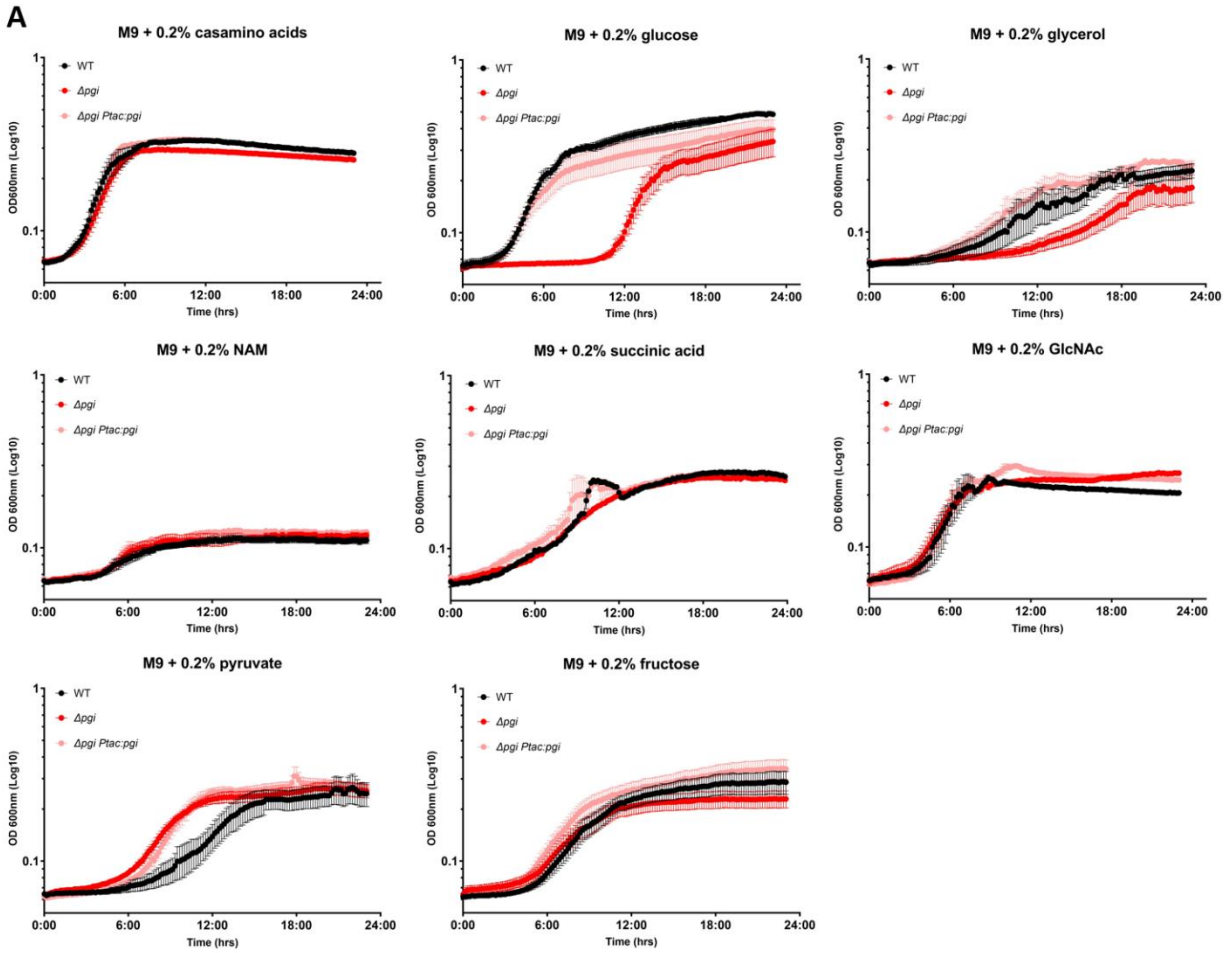 A
M9 + 0.2% casamino acids
1
WT
Δpgi
Δpgi Ptac:pgi
OD600nm (Log10)
0.1
0:00 6:00 12:00 18:00 24:00
Time (hrs)
M9 + 0.2% glucose
1
WT
Δpgi
Δpgi Ptac:pgi
OD 600nm (Log10)
0.1
0:00 6:00 12:00 18:00 24:00
Time (hrs)
M9 + 0.2% glycerol
1
WT
Δpgi
Δpgi Ptac:pgi
OD 600nm (Log10)
0.1
0:00 6:00 12:00 18:00 24:00
Time (hrs)
M9 + 0.2% NAM
1
WT
Δpgi
Δpgi Ptac:pgi
OD 600nm (Log10)
0.1
0:00 6:00 12:00 18:00 24:00
Time (hrs)
M9 + 0.2% succinic acid
1
WT
Δpgi
Δpgi Ptac:pgi
OD 600nm (Log10)
0.1
0:00 6:00 12:00 18:00 24:00
Time (hrs)
M9 + 0.2% GlcNAc
1
WT
Δpgi
Δpgi Ptac:pgi
OD 600nm (Log10)
0.1
0:00 6:00 12:00 18:00 24:00
Time (hrs)
M9 + 0.2% pyruvate
1
WT
Δpgi
Δpgi Ptac:pgi
OD 600nm (Log10)
0.1
0:00 6:00 12:00 18:00 24:00
Time (hrs)
M9 + 0.2% fructose
1
WT
Δpgi
Δpgi Ptac:pgi
OD 600nm (Log10)
0.1
0:00 6:00 12:00 18:00 24:00
Time (hrs)